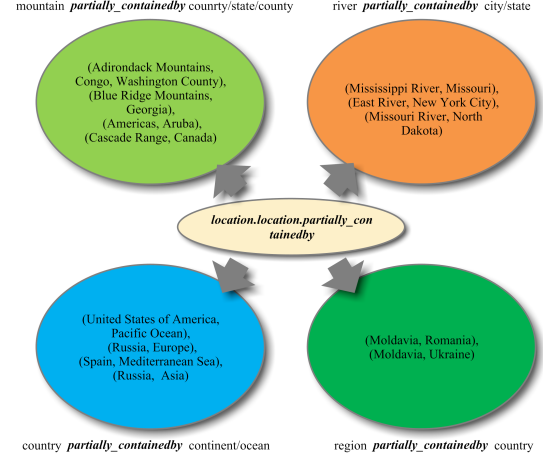 mountain partially_containedby counrty/state/county
river partially_containedby city/state
(Adirondack Mountains,
Congo, Washington County),
(Blue Ridge Mountains,
Georgia),
(Americas, Aruba),
(Cascade Range, Canada)
(Mississippi River, Missouri),
(East River, New York City),
(Missouri River, North
Dakota)
location.location.partially_con
tainedby
(United States of America,
Pacific Ocean),
(Russia, Europe),
(Spain, Mediterranean Sea),
(Russia, Asia)
(Moldavia, Romania),
(Moldavia, Ukraine)
country partially_containedby continent/ocean
region partially_containedby country